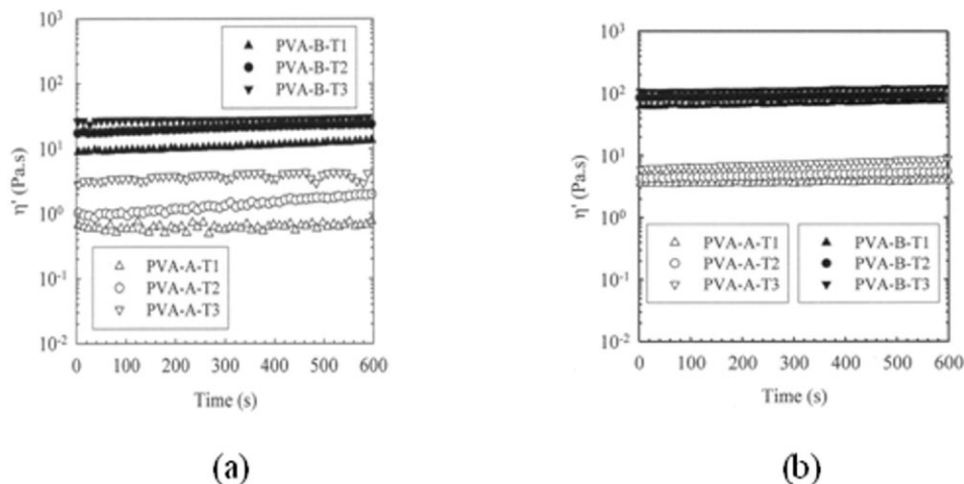 (a)
η' (Pa.s)
10³
10²
10¹
10⁰
10⁻¹
10⁻²
PVA-B-T1
PVA-B-T2
PVA-B-T3
PVA-A-T1
PVA-A-T2
PVA-A-T3
0 100 200 300 400 500 600
Time (s)
η' (Pa.s)
10³
10²
10¹
10⁰
10⁻¹
10⁻²
PVA-A-T1 PVA-B-T1
PVA-A-T2 PVA-B-T2
PVA-A-T3 PVA-B-T3
0 100 200 300 400 500 600
Time (s)
(b)